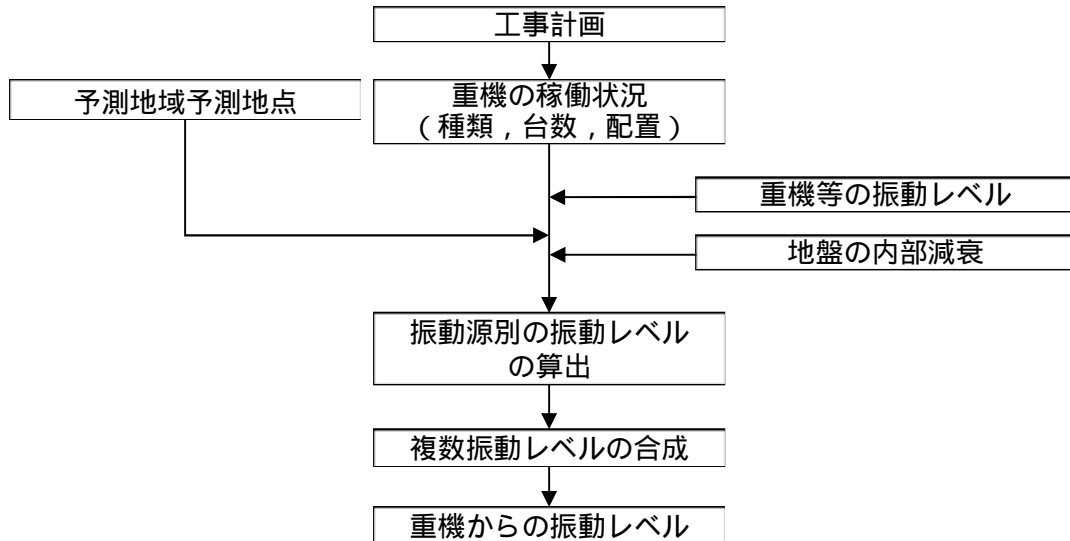 工事計画
予測地域予測地点
重機の稼働状況
(種類,台数,配置)
重機等の振動レベル
地盤の内部減衰
振動源別の振動レベル
の算出
複数振動レベルの合成
重機からの振動レベル